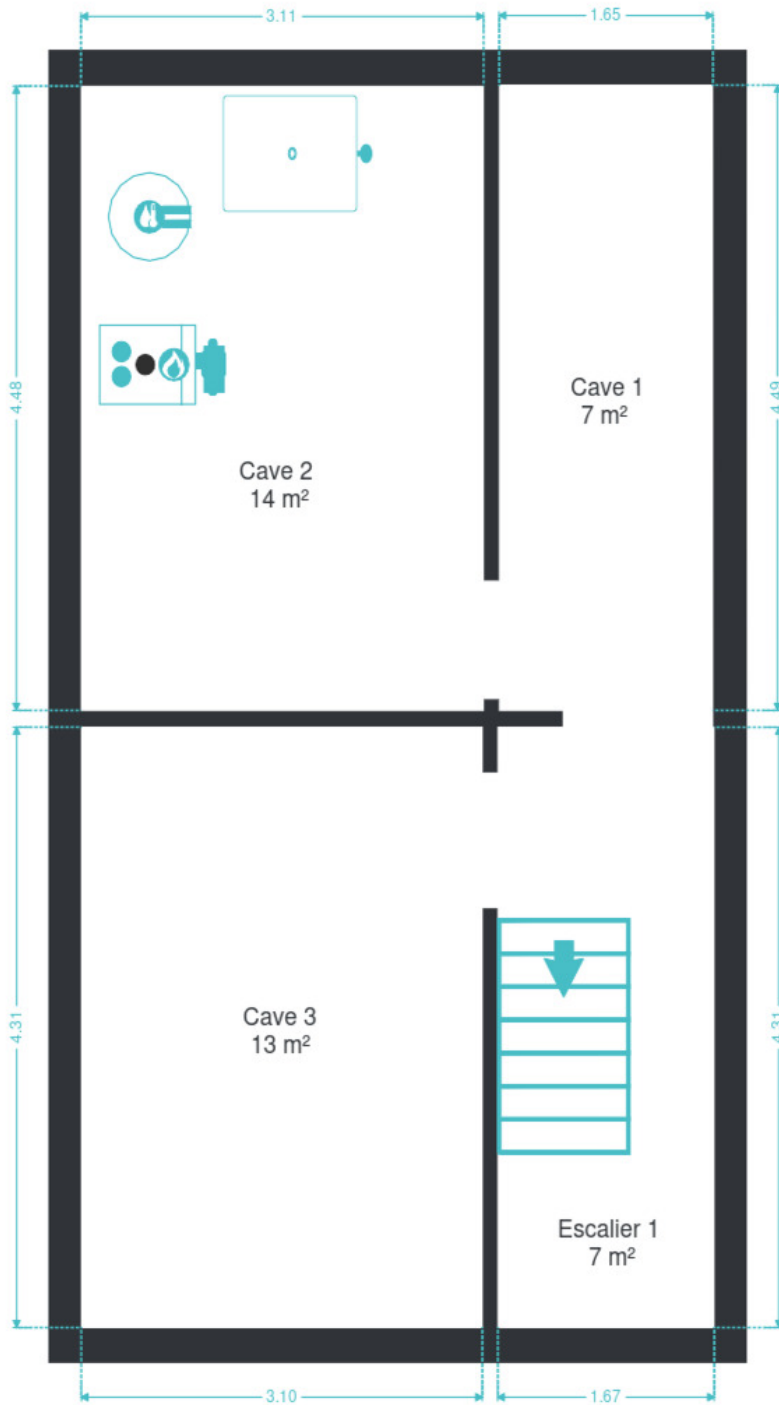 3.11
1.65
4.48
4.49
Cave 1
7 m²
Cave 2
14 m²
4.31
4.31
Cave 3
13 m²
Escalier 1
7 m²
3.10
1.67